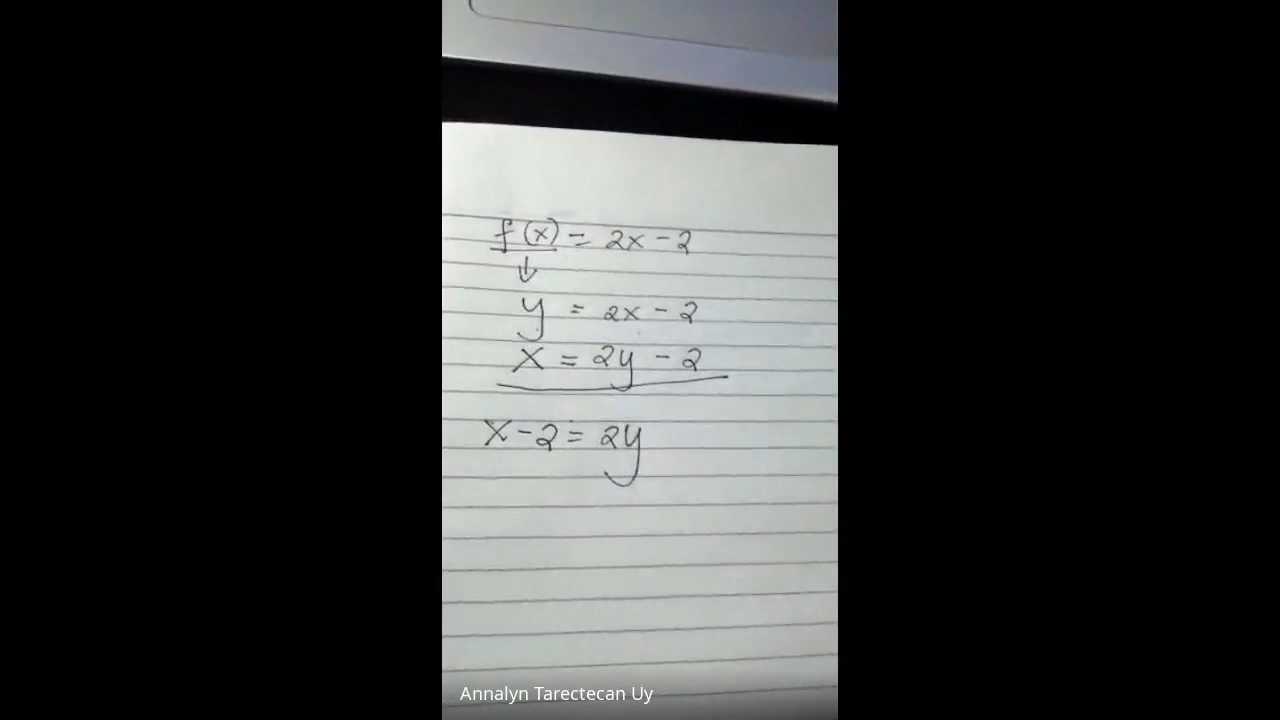 f(x) = 2x - 2
↓
y = 2x - 2
x = 2y - 2
x - 2 = 2y
Annalyn Tarectecan Uy